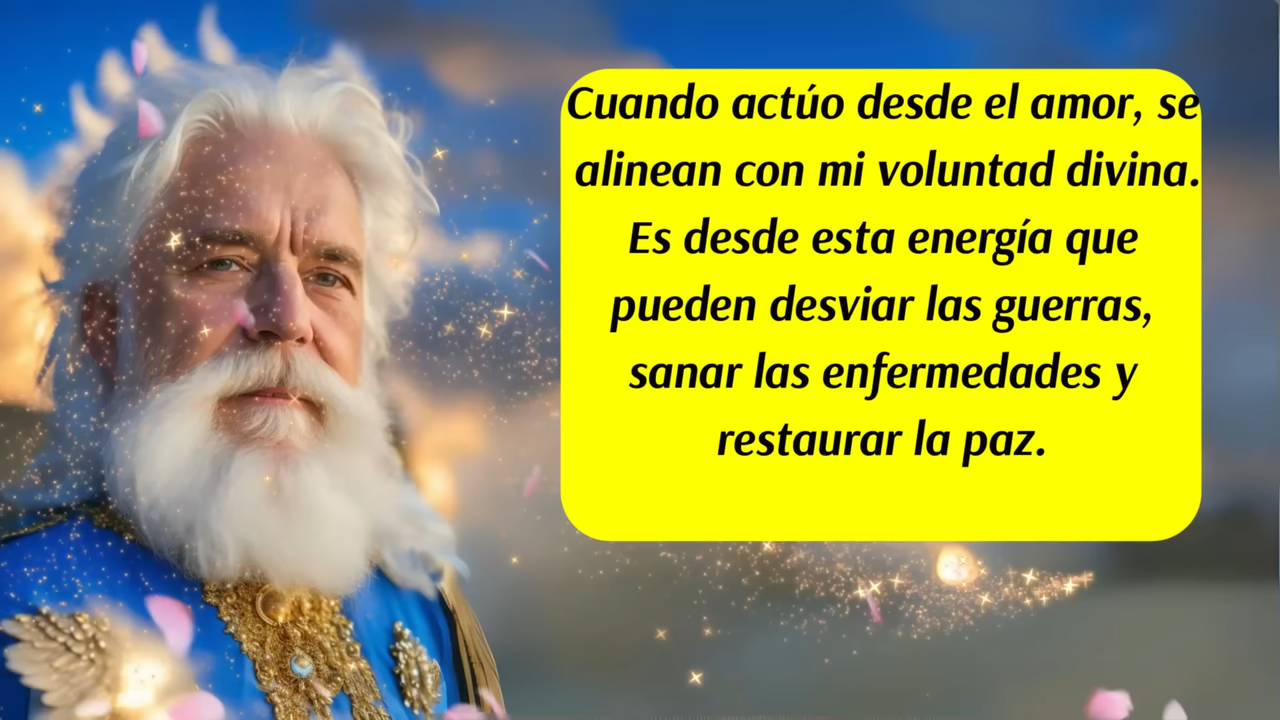 Cuando actúo desde el amor, se
alinean con mi voluntad divina.
Es desde esta energía que
pueden desviar las guerras,
sanar las enfermedades y
restaurar la paz.